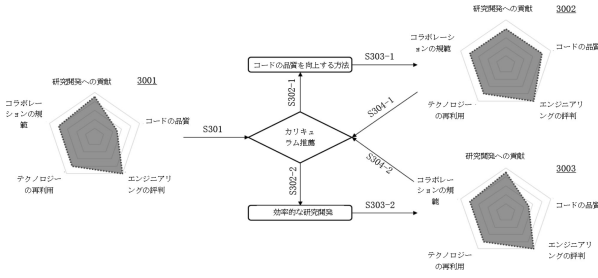 研究開発への貢献
3001
コラボレー
ションの規
範
コードの品質
テクノロジー
の再利用
エンジニアリ
ングの評判
S301
コードの品質を向上する方法
S302-1
カリキュ
ラム推薦
S302-2
効率的な研究開発
S303-1
S304-1
S304-2
S303-2
研究開発への貢献
3002
コラボレーシ
ョンの規範
コードの品質
テクノロジー
の再利用
エンジニアリ
ングの評判
研究開発への貢献
3003
コラボレー
ションの規
範
コードの品質
テクノロジー
の再利用
エンジニアリ
ングの評判